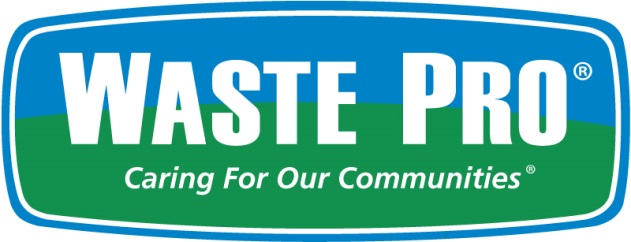 WASTE PRO®
Caring For Our Communities®